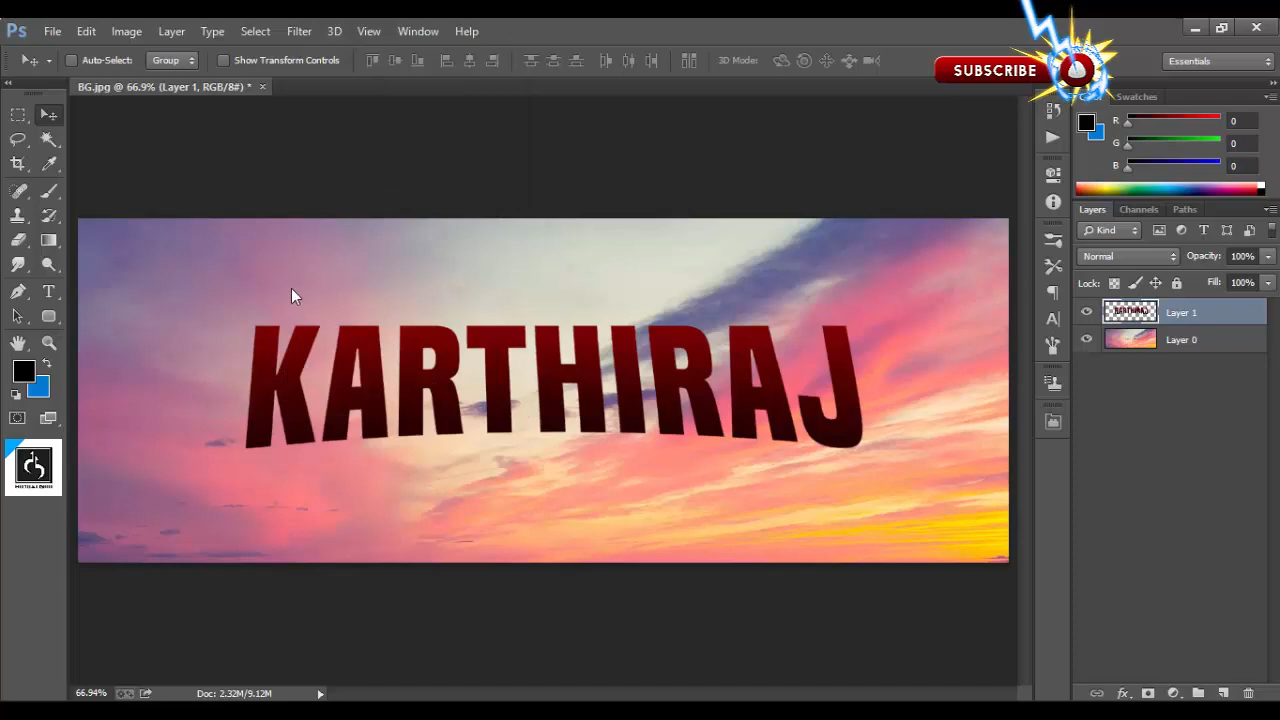 Ps File Edit Image Layer Type Select Filter 3D View Window Help
Auto-Select: Group Show Transform Controls 3D Mode: SUBSCRIBE Essentials
BG.jpg @ 66.9% (Layer 1, RGB/8#) * × Swatches
R 0
G 0
B 0
Layers Channels Paths
Kind
Normal Opacity: 100%
Lock: Fill: 100%
Layer 1
Layer 0
KARTHIRAJ
66.94% Doc: 2.32M/9.12M